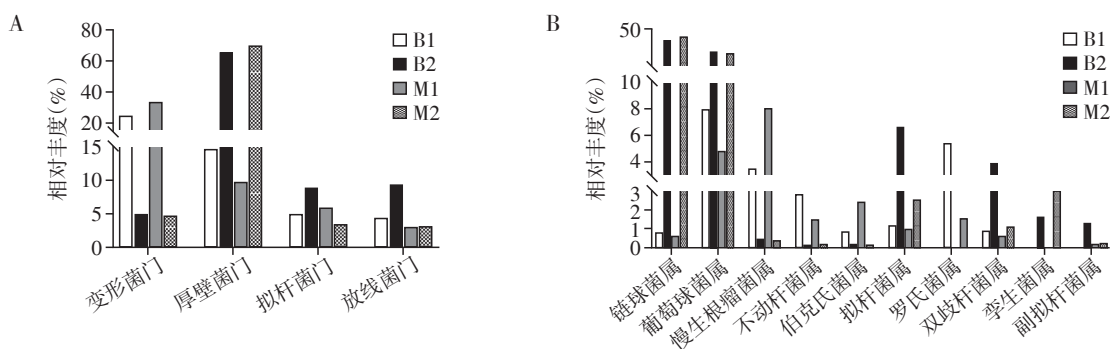 A
相对丰度(%)
80
60
40
20
15
10
5
0
变形菌门
厚壁菌门
拟杆菌门
放线菌门
B1
B2
M1
M2
B
相对丰度(%)
50
10
8
6
4
3
2
1
0
链球菌属
葡萄球菌属
慢生根瘤菌属
不动杆菌属
伯克氏菌属
拟杆菌属
罗氏菌属
双歧杆菌属
孪生菌属
副拟杆菌属
B1
B2
M1
M2